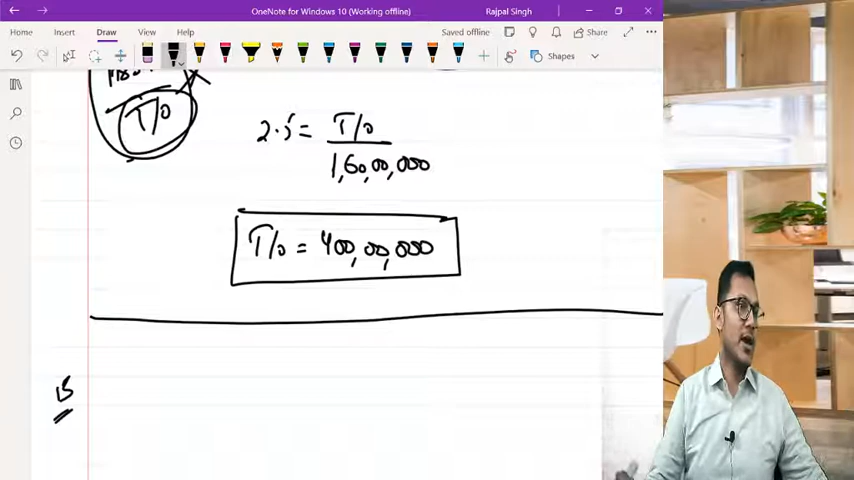 OneNote for Windows 10 (Working offline)
Rajpal Singh
Home Insert Draw View Help
Saved offline
Share
Shapes
T/o
2.5 = T/o
1,60,00,000
T/o = 400,00,000
15